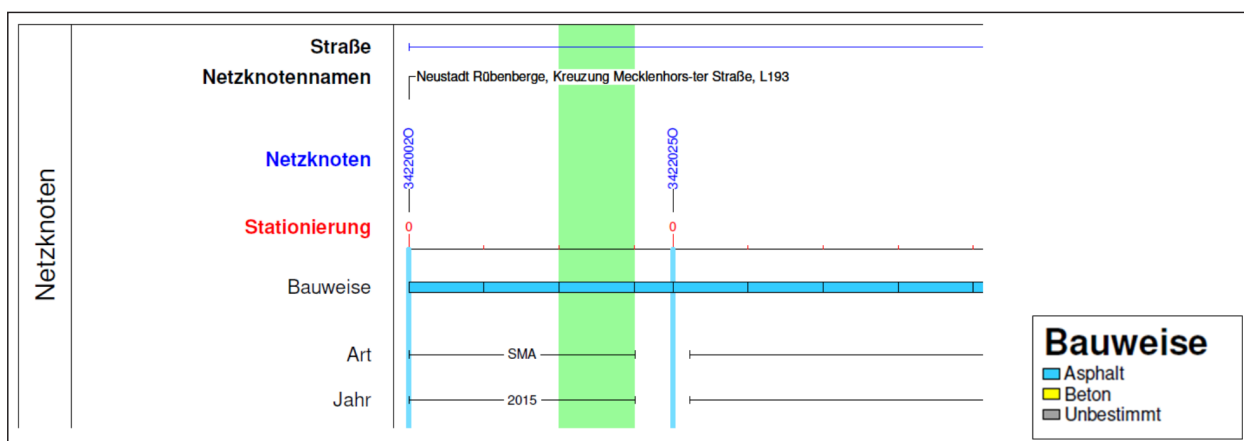 Netzknoten
Straße
Netzknotennamen
Neustadt Rübenberge, Kreuzung Mecklenhors-ter Straße, L193
Netzknoten
3422002O
3422025O
Stationierung
0
0
Bauweise
Art
SMA
Jahr
2015
Bauweise
Asphalt
Beton
Unbestimmt